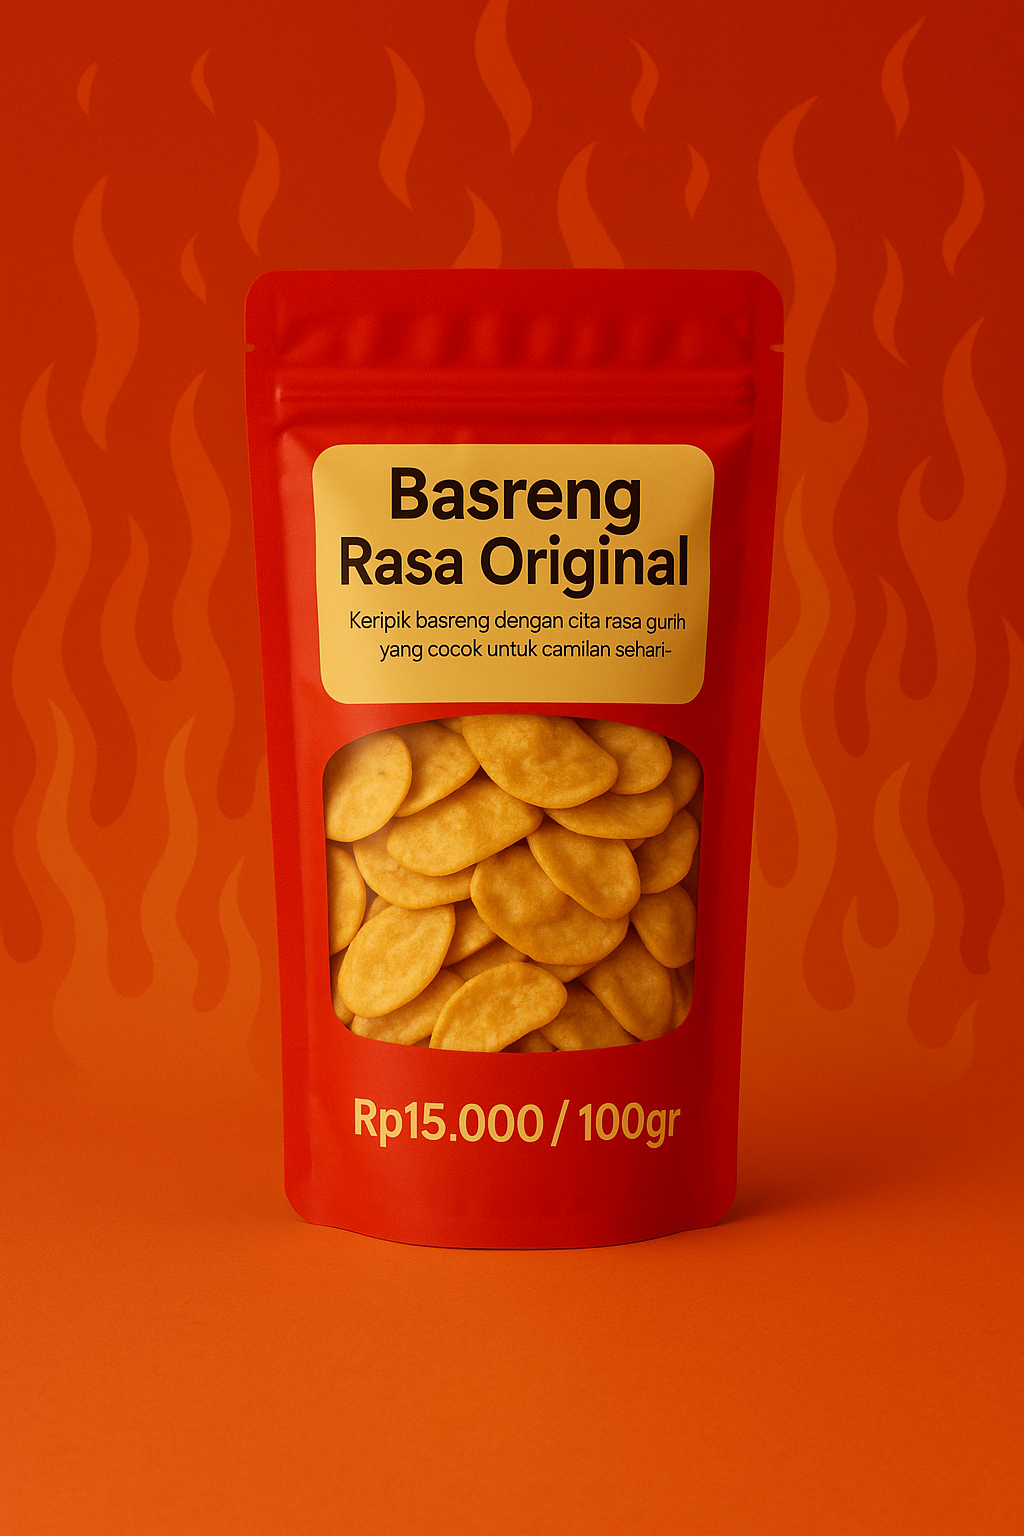 Basreng
Rasa Original
Keripik basreng dengan cita rasa gurih
yang cocok untuk camilan sehari-
Rp15.000 / 100gr